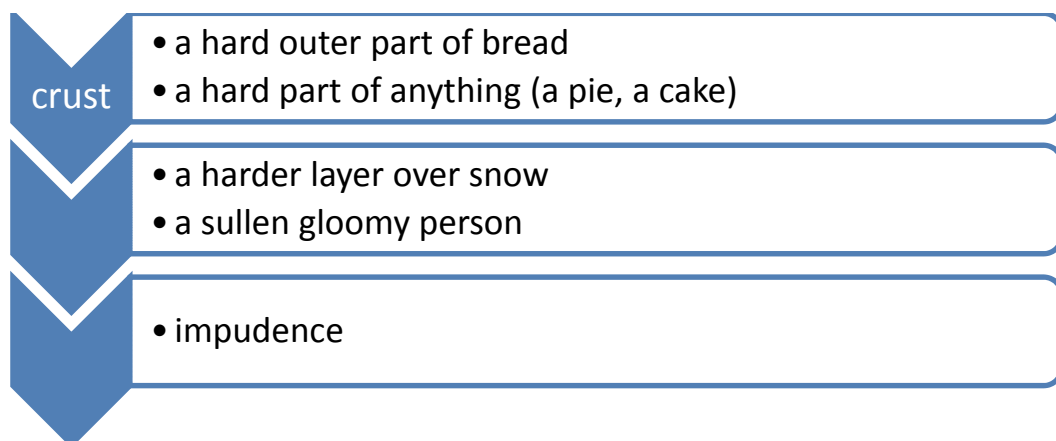 crust
• a hard outer part of bread
• a hard part of anything (a pie, a cake)
• a harder layer over snow
• a sullen gloomy person
• impudence